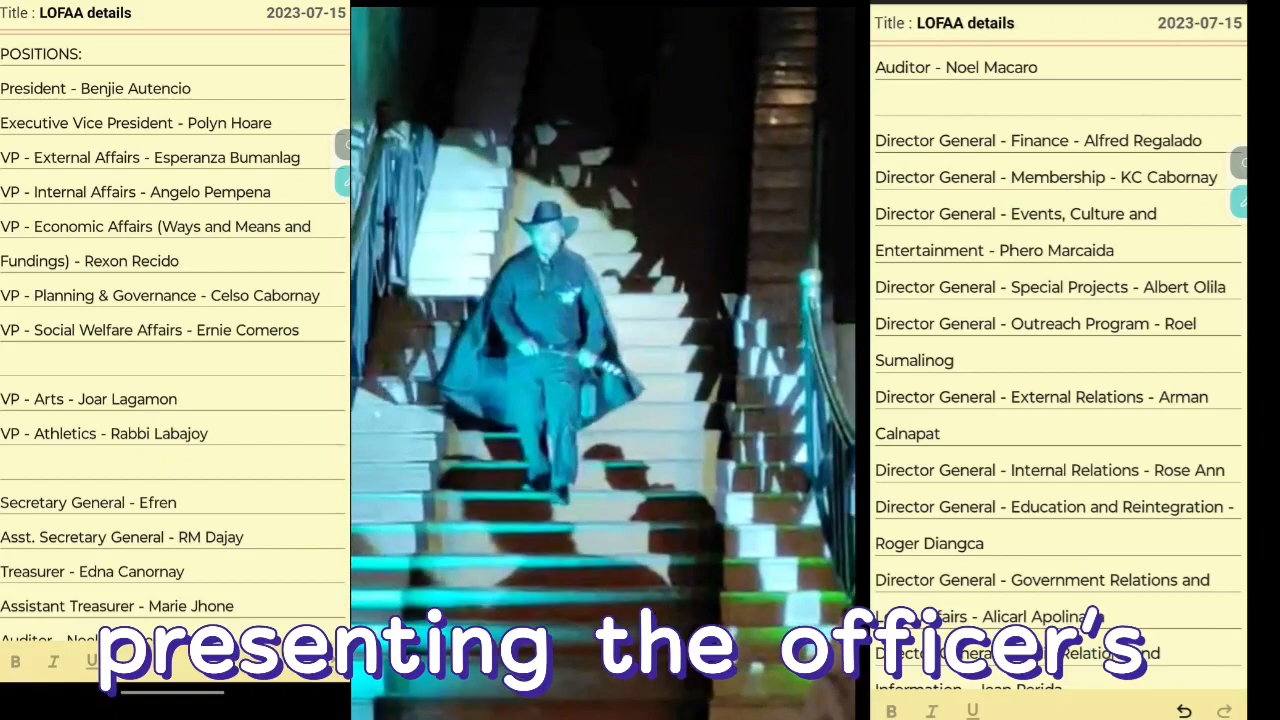 Title : LOFAA details 2023-07-15
POSITIONS:
President - Benjie Autencio
Executive Vice President - Polyn Hoare
VP - External Affairs - Esperanza Bumanlag
VP - Internal Affairs - Angelo Pempena
VP - Economic Affairs (Ways and Means and
Fundings) - Rexon Recido
VP - Planning & Governance - Celso Cabornay
VP - Social Welfare Affairs - Ernie Comeros
VP - Arts - Joar Lagamon
VP - Athletics - Rabbi Labajoy
Secretary General - Efren
Asst. Secretary General - RM Dajay
Treasurer - Edna Canornay
Assistant Treasurer - Marie Jhone
B I U
Title : LOFAA details 2023-07-15
Auditor - Noel Macaro
Director General - Finance - Alfred Regalado
Director General - Membership - KC Cabornay
Director General - Events, Culture and
Entertainment - Phero Marcaida
Director General - Special Projects - Albert Olila
Director General - Outreach Program - Roel
Sumalinog
Director General - External Relations - Arman
Calnapat
Director General - Internal Relations - Rose Ann
Director General - Education and Reintegration -
Roger Diangca
Director General - Government Relations and
- Alicarl Apolina
and
B I U
presenting the officer's